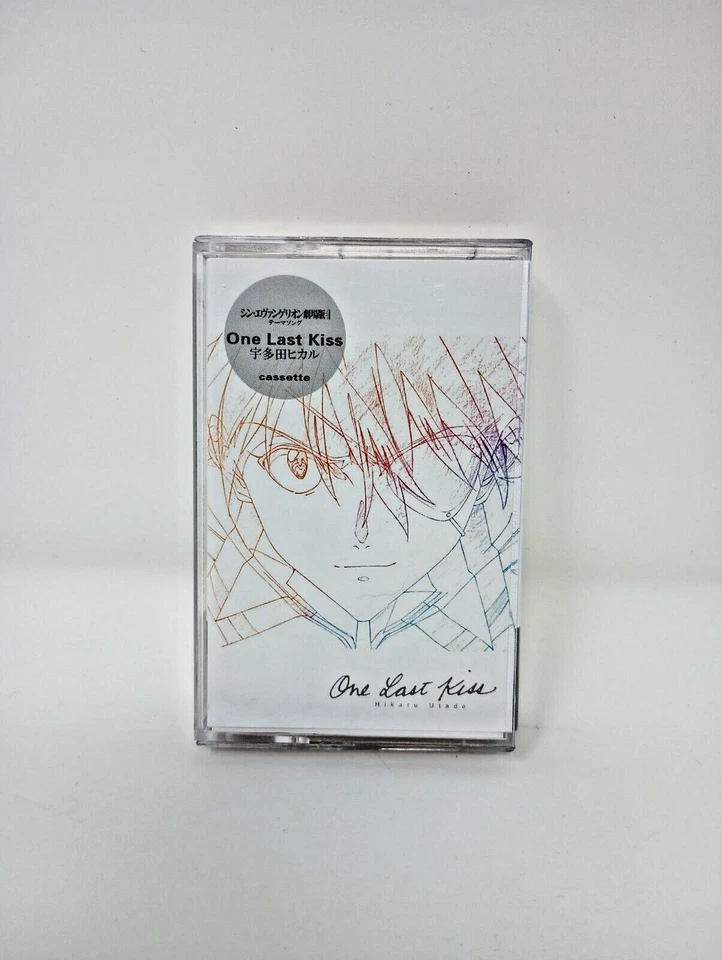 シン・エヴァンゲリオン劇場版𝄇
テーマソング
One Last Kiss
宇多田ヒカル
cassette
One Last Kiss
Hikaru Utada